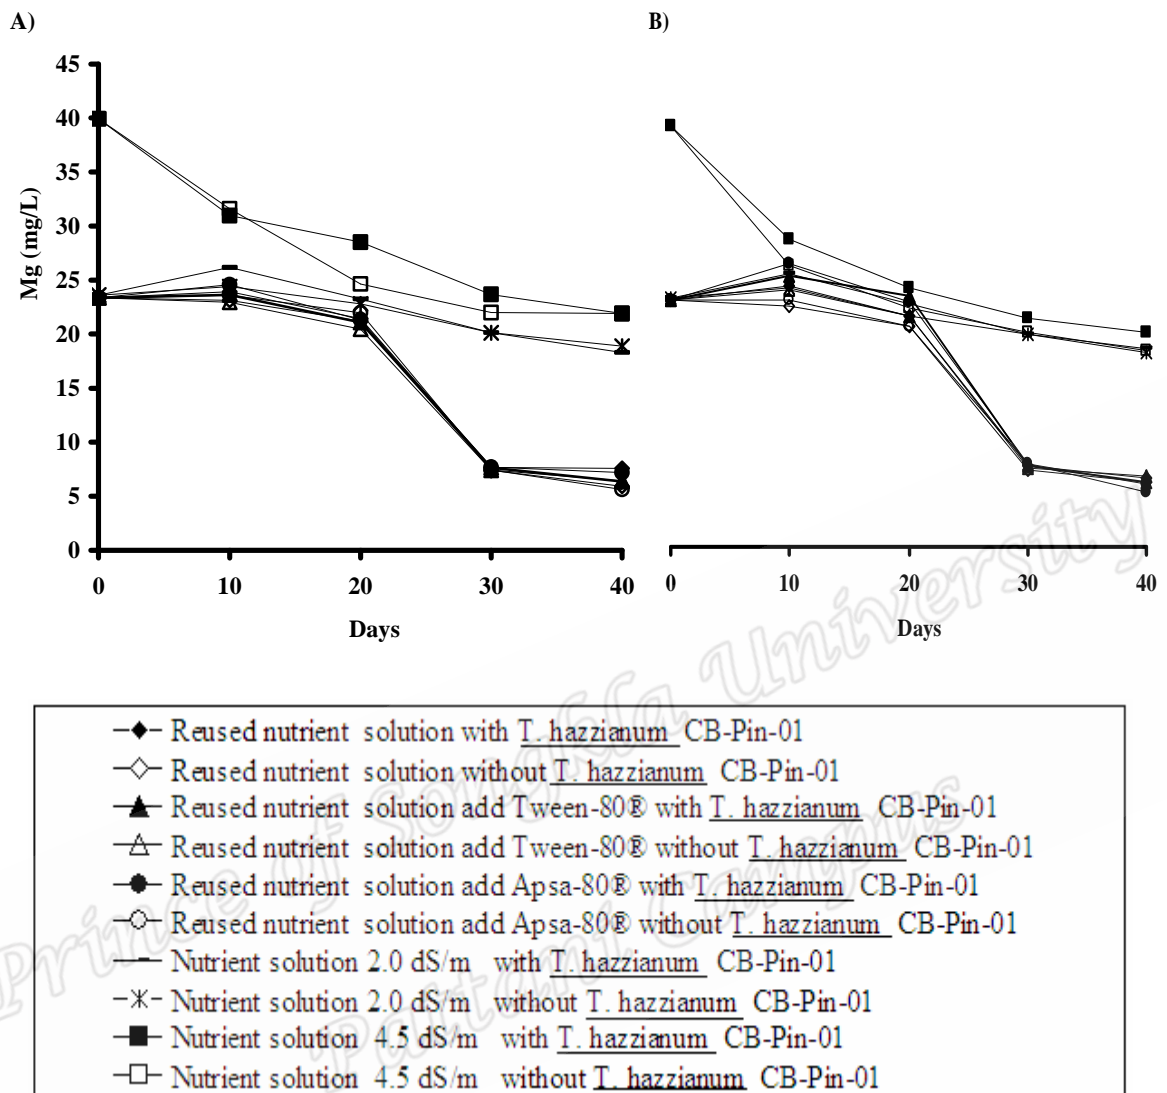 A) B)
Mg (mg/L)
45
40
35
30
25
20
15
10
5
0
0 10 20 30 40
0 10 20 30 40
Days Days
Reused nutrient solution with T. hazzianum CB-Pin-01
Reused nutrient solution without T. hazzianum CB-Pin-01
Reused nutrient solution add Tween-80® with T. hazzianum CB-Pin-01
Reused nutrient solution add Tween-80® without T. hazzianum CB-Pin-01
Reused nutrient solution add Apsa-80® with T. hazzianum CB-Pin-01
Reused nutrient solution add Apsa-80® without T. hazzianum CB-Pin-01
Nutrient solution 2.0 dS/m with T. hazzianum CB-Pin-01
Nutrient solution 2.0 dS/m without T. hazzianum CB-Pin-01
Nutrient solution 4.5 dS/m with T. hazzianum CB-Pin-01
Nutrient solution 4.5 dS/m without T. hazzianum CB-Pin-01
Prince of Songkla University
Pattani Campus